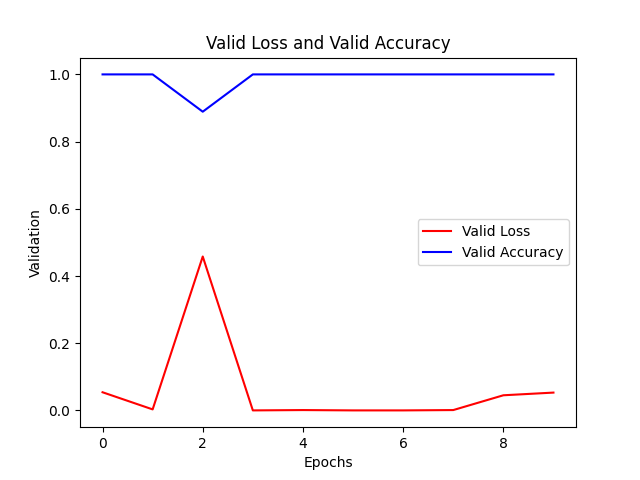 Valid Loss and Valid Accuracy
1.0
0.8
0.6
0.4
0.2
0.0
Validation
Valid Loss
Valid Accuracy
0 2 4 6 8
Epochs